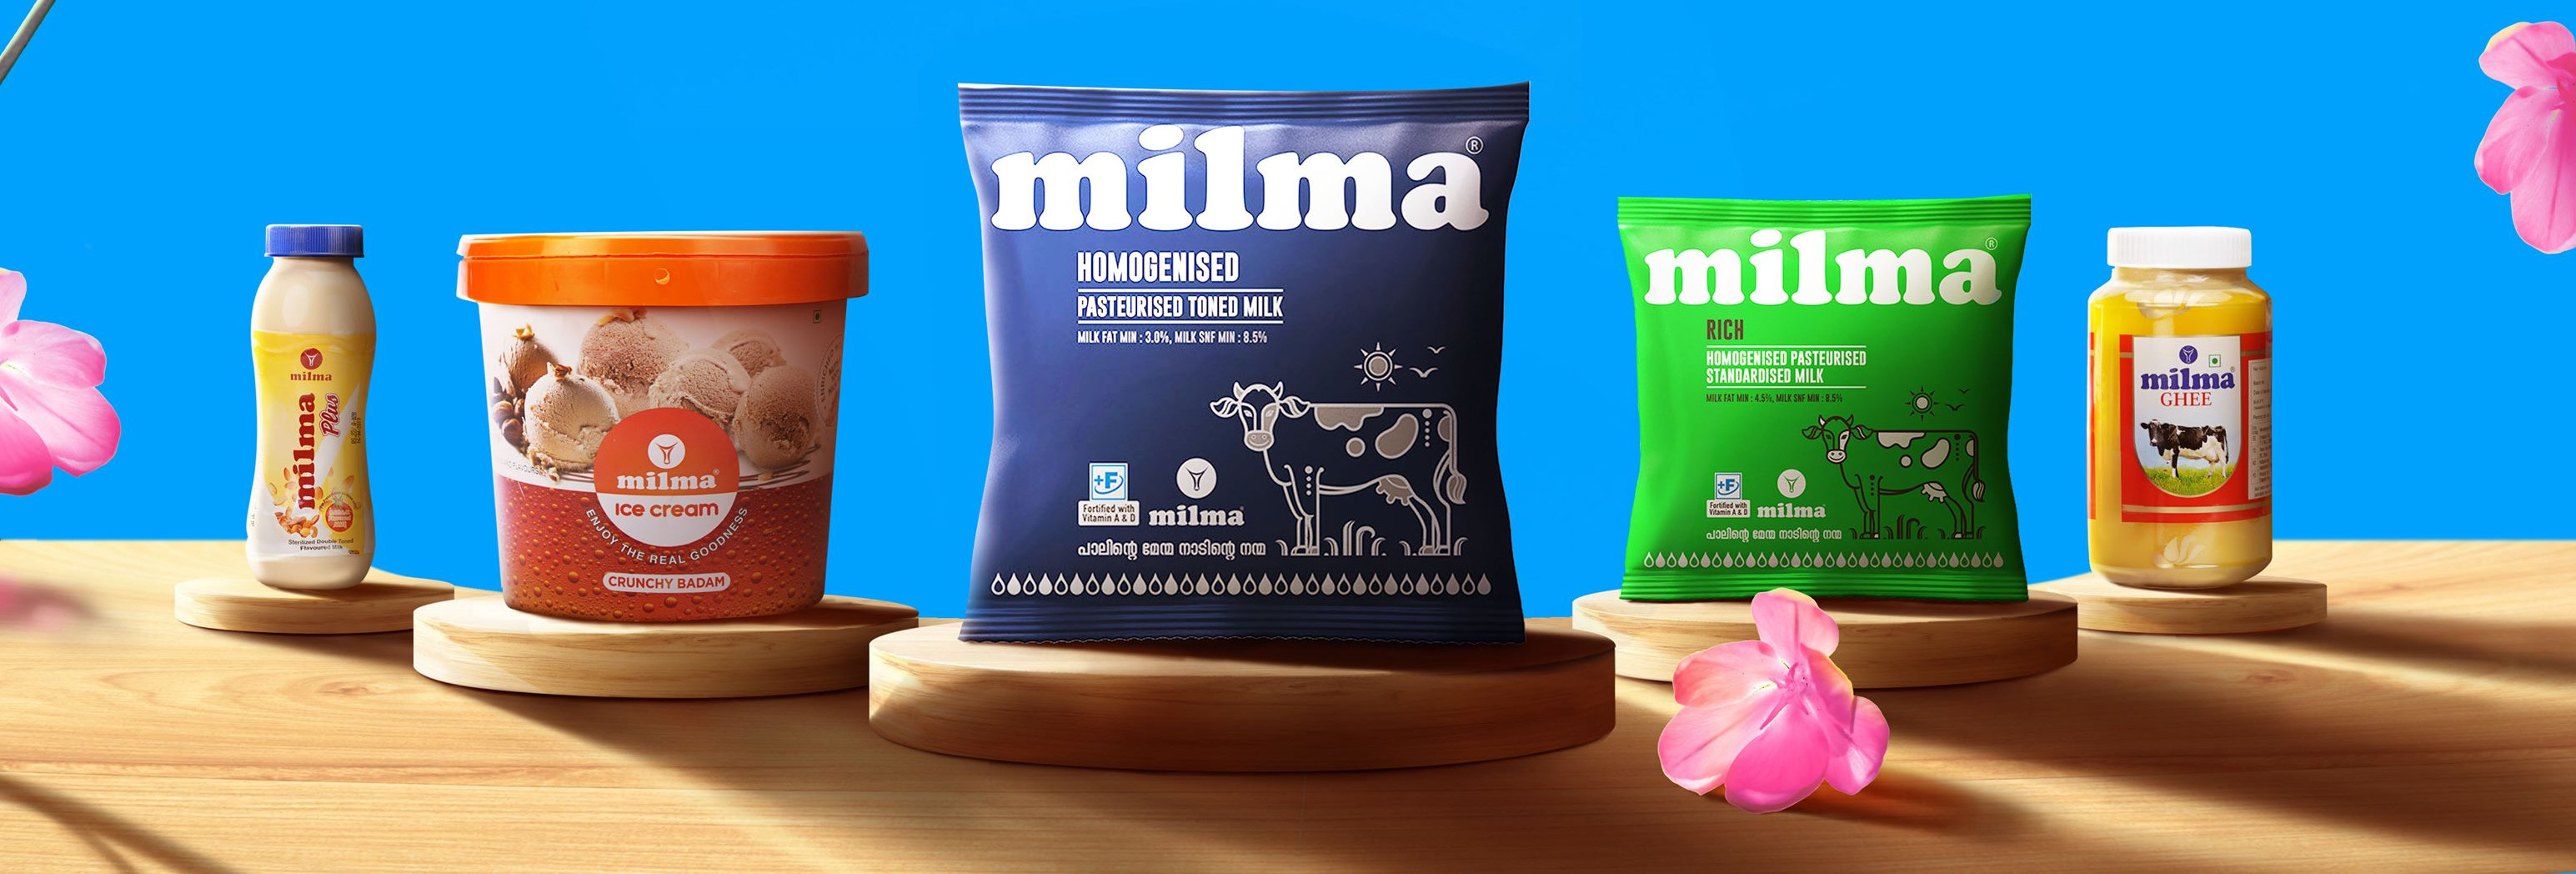 milma
milma
Plus
Sterilized Double Toned
Flavoured Milk
milma
ice cream
ENJOY THE REAL GOODNESS
CRUNCHY BADAM
milma®
HOMOGENISED
PASTEURISED TONED MILK
MILK FAT MIN : 3.0%, MILK SNF MIN : 8.5%
+F
Fortified with
Vitamin A & D
milma
പാലിന്റെ മേന്മ നാടിന്റെ നന്മ
milma®
RICH
HOMOGENISED PASTEURISED
STANDARDISED MILK
MILK FAT MIN : 4.5%, MILK SNF MIN : 8.5%
+F
Fortified with
Vitamin A & D
milma
പാലിന്റെ മേന്മ നാടിന്റെ നന്മ
milma
GHEE